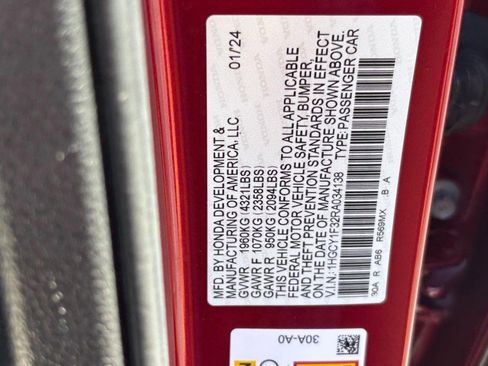 MFD. BY HONDA DEVELOPMENT & 01/24
MANUFACTURING OF AMERICA, LLC
GVWR 1960KG (4321LBS)
GAWR F 1070KG (2358LBS)
GAWR R 950KG (2094LBS)
THIS VEHICLE CONFORMS TO ALL APPLICABLE
FEDERAL MOTOR VEHICLE SAFETY, BUMPER,
AND THEFT PREVENTION STANDARDS IN EFFECT
ON THE DATE OF MANUFACTURE SHOWN ABOVE.
V.I.N.: 1HGCY1F32RA034138 TYPE: PASSENGER CAR
30A R AB6 R569MX B A
30A-A0